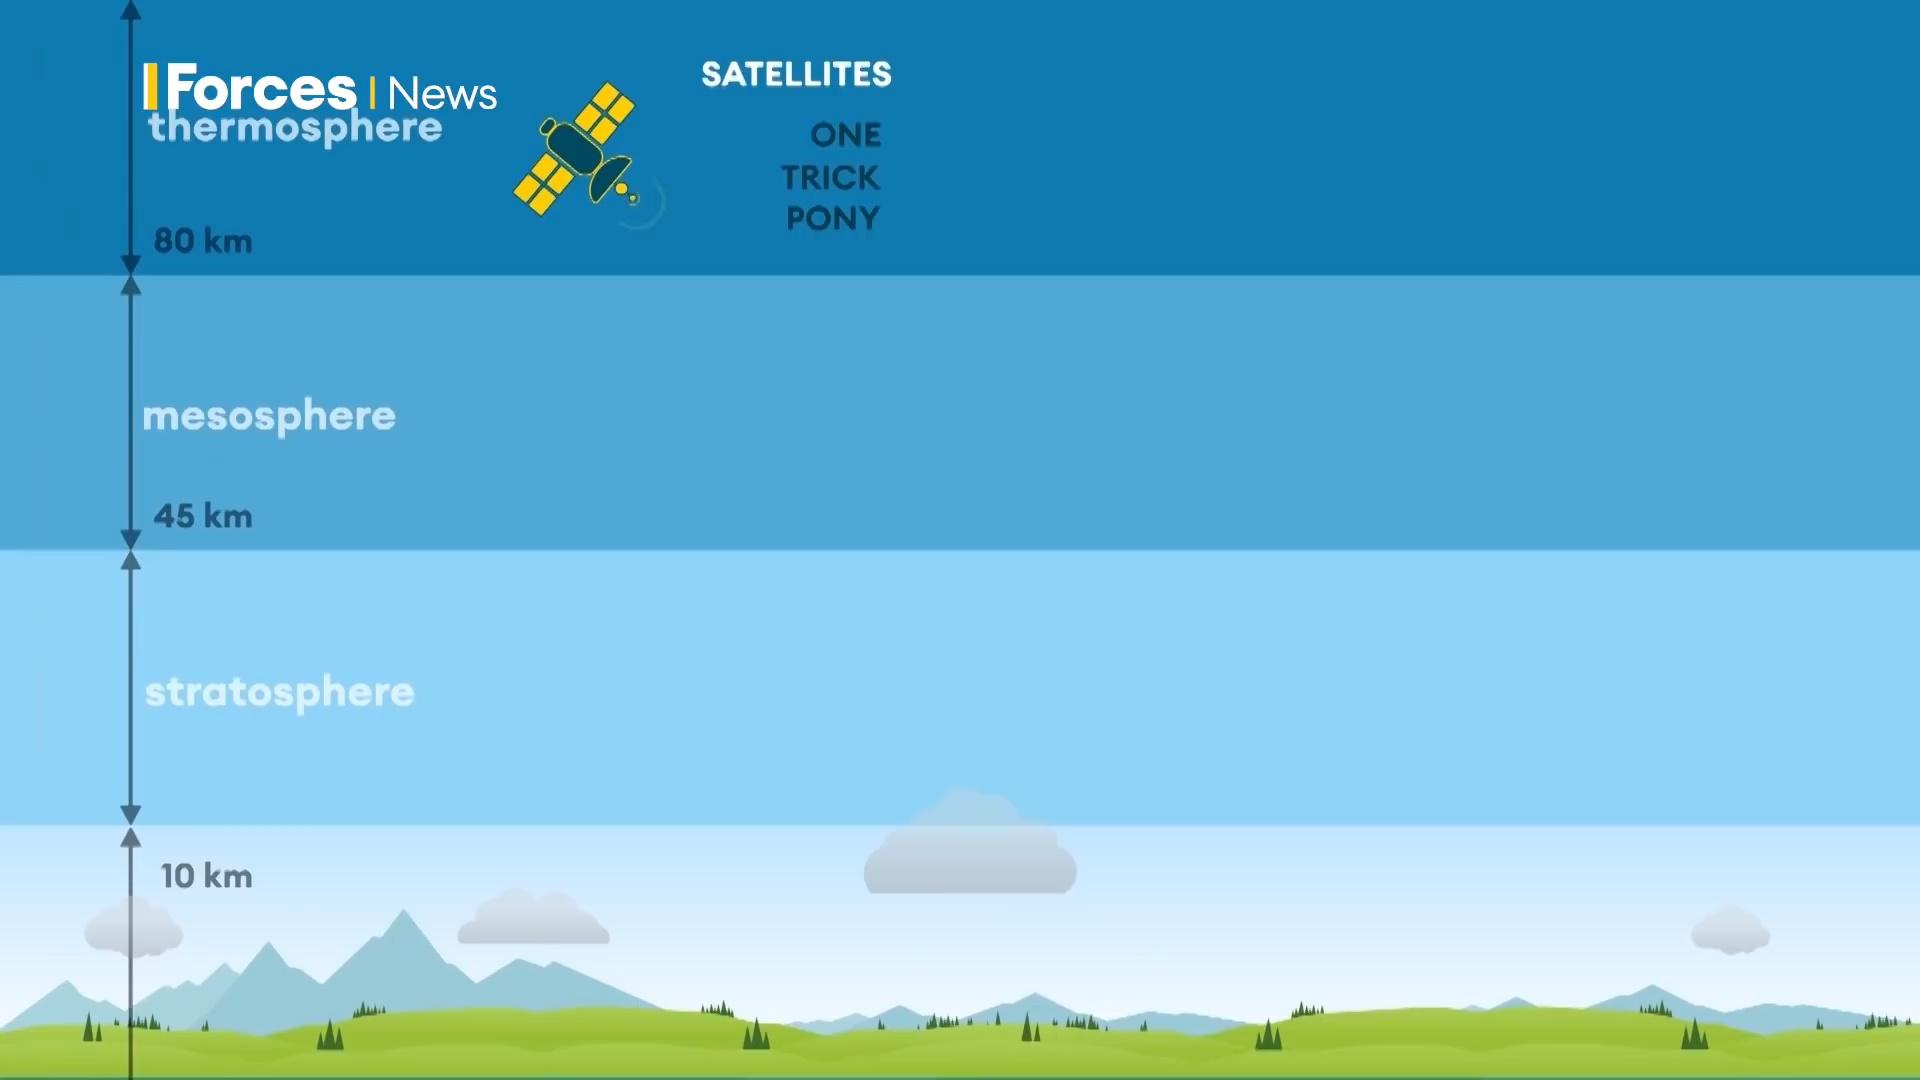 Forces News
thermosphere
SATELLITES
ONE
TRICK
PONY
80 km
mesosphere
45 km
stratosphere
10 km